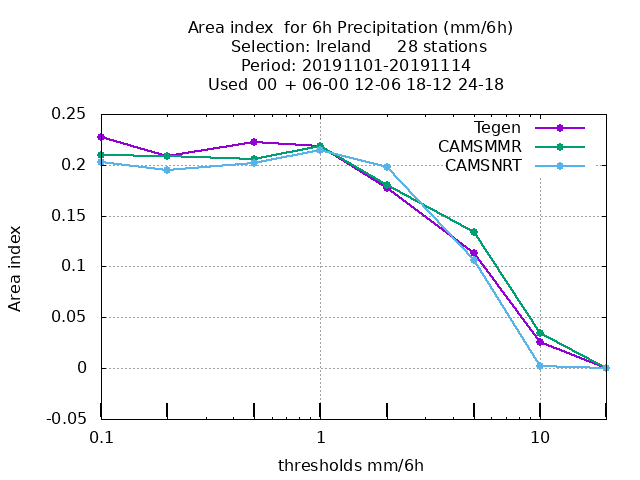 Area index  for 6h Precipitation (mm/6h)
Selection: Ireland     28 stations
Period: 20191101-20191114
Used  00 + 06-00 12-06 18-12 24-18
0.25
0.2
0.15
0.1
0.05
0
-0.05
Area index
Tegen
CAMSMMR
CAMSNRT
0.1
1
10
thresholds mm/6h